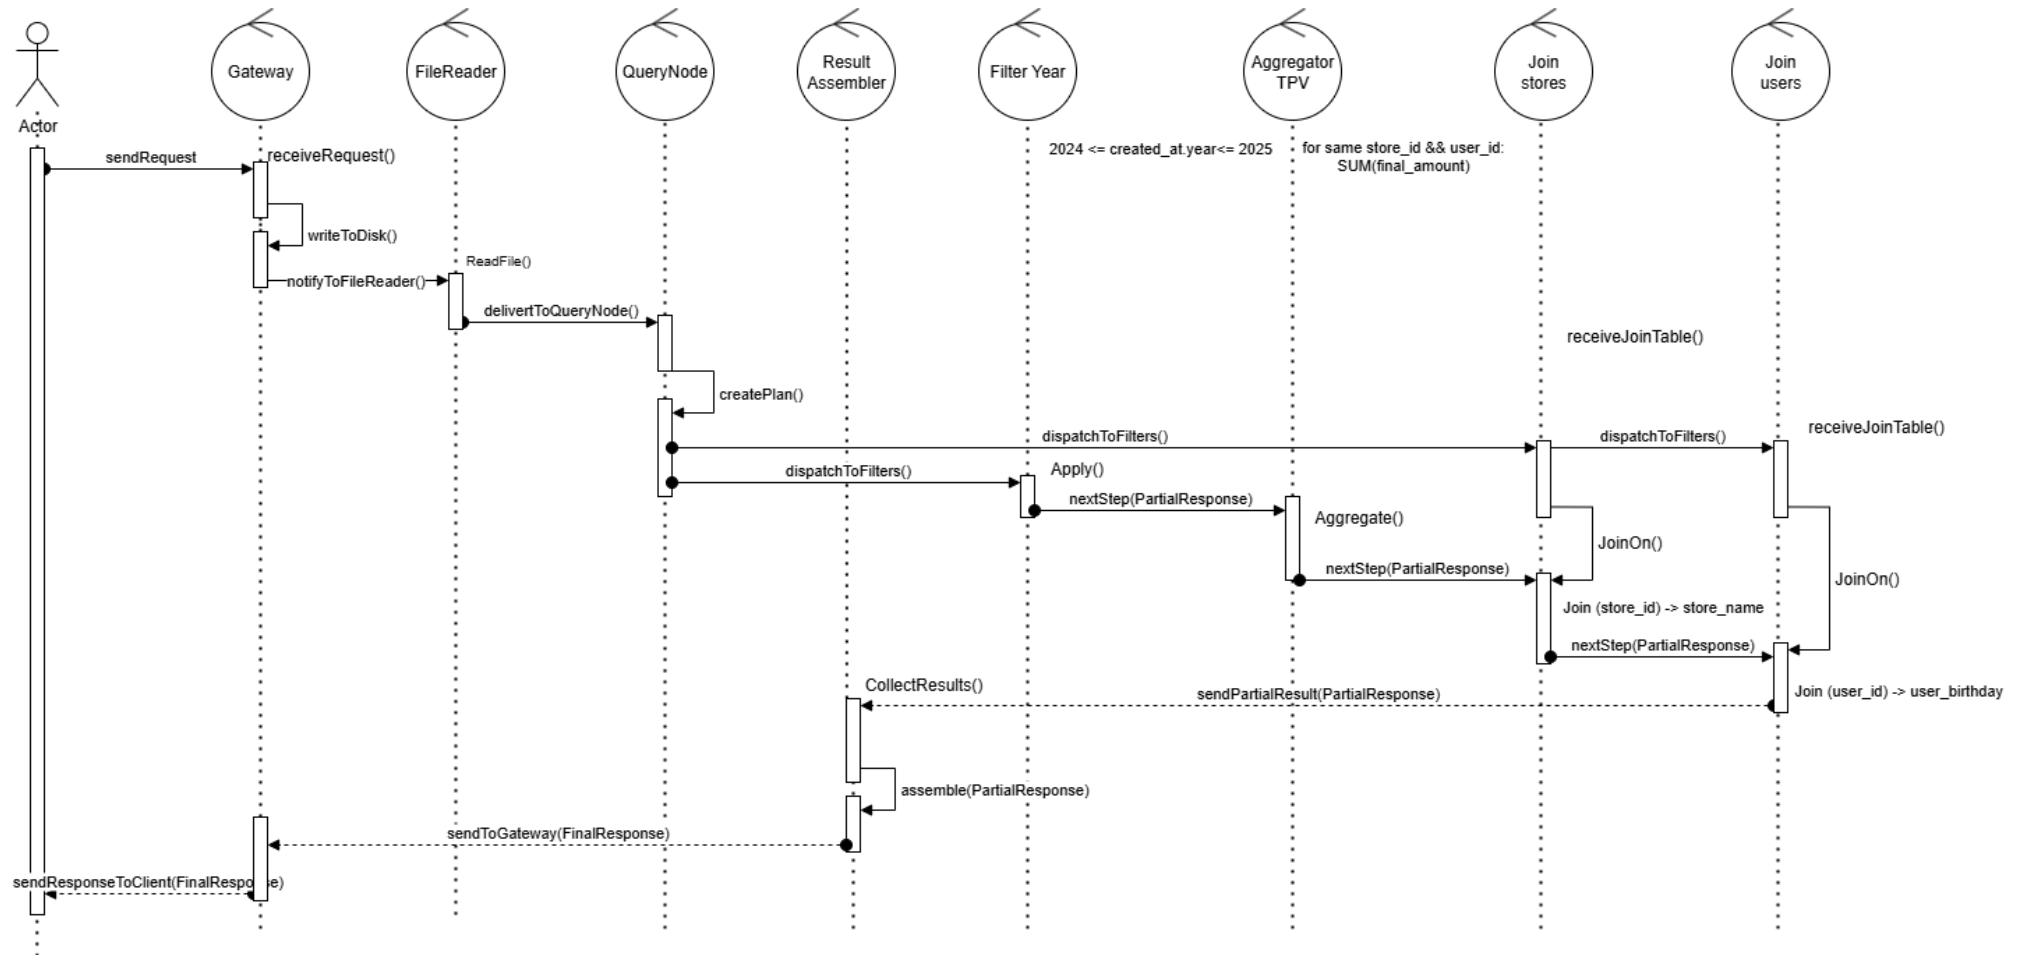 Gateway
FileReader
QueryNode
Result
Assembler
Filter Year
Aggregator
TPV
Join
stores
Join
users
Actor
sendRequest
receiveRequest()
2024 <= created_at.year<= 2025
for same store_id && user_id:
SUM(final_amount)
writeToDisk()
ReadFile()
notifyToFileReader()
delivertToQueryNode()
receiveJoinTable()
createPlan()
dispatchToFilters()
dispatchToFilters()
receiveJoinTable()
dispatchToFilters()
Apply()
nextStep(PartialResponse)
Aggregate()
JoinOn()
nextStep(PartialResponse)
JoinOn()
Join (store_id) -> store_name
nextStep(PartialResponse)
CollectResults()
sendPartialResult(PartialResponse)
Join (user_id) -> user_birthday
assemble(PartialResponse)
sendToGateway(FinalResponse)
sendResponseToClient(FinalResponse)